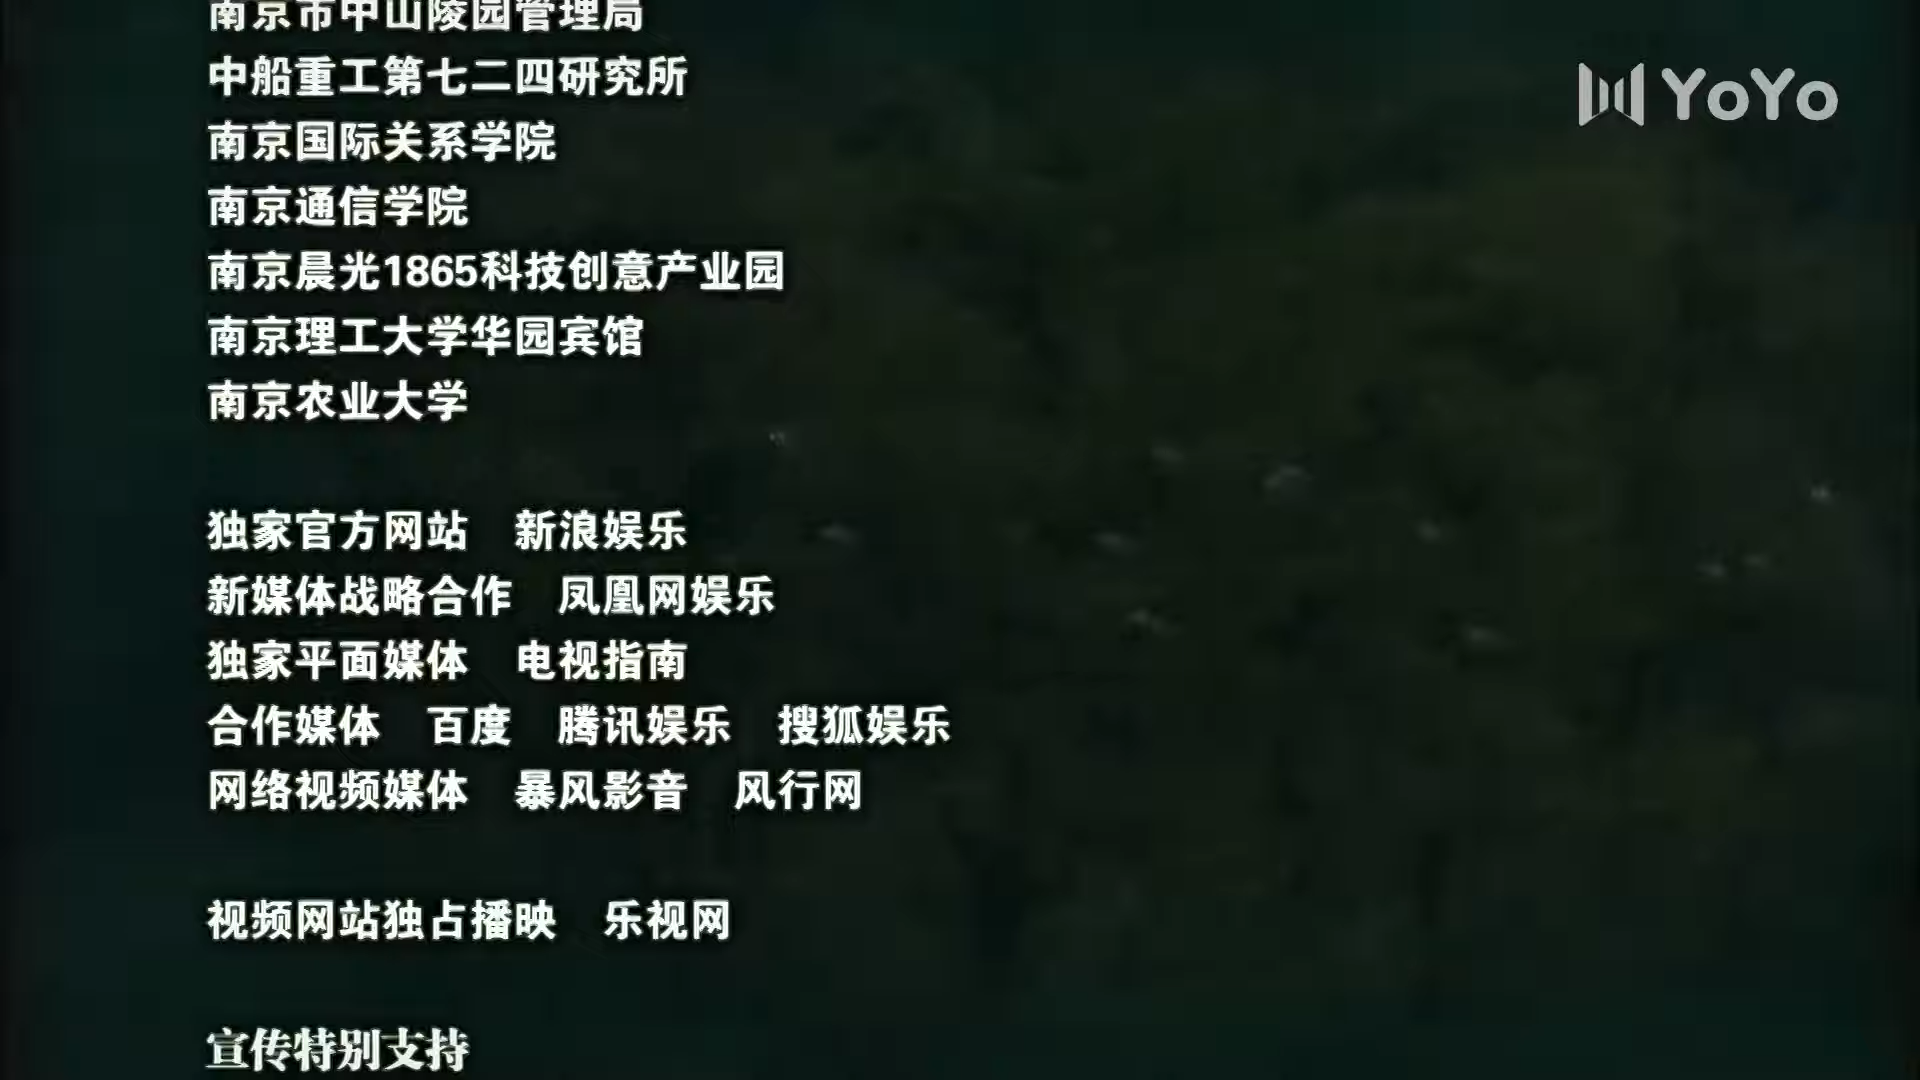 南京市中山陵园管理局
中船重工第七二四研究所
YoYo
南京国际关系学院
南京通信学院
南京晨光1865科技创意产业园
南京理工大学华园宾馆
南京农业大学
独家官方网站 新浪娱乐
新媒体战略合作 凤凰网娱乐
独家平面媒体 电视指南
合作媒体 百度 腾讯娱乐 搜狐娱乐
网络视频媒体 暴风影音 风行网
视频网站独占播映 乐视网
宣传特别支持